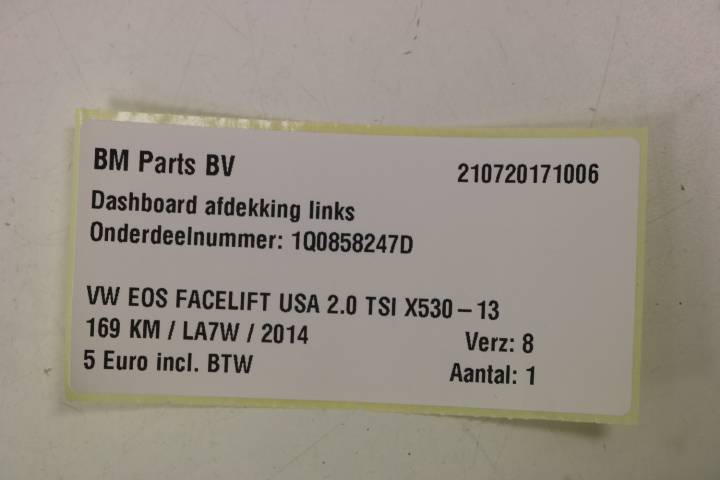 BM Parts BV 210720171006
Dashboard afdekking links
Onderdeelnummer: 1Q0858247D
VW EOS FACELIFT USA 2.0 TSI X530-13
169 KM / LA7W / 2014 Verz: 8
5 Euro incl. BTW Aantal: 1